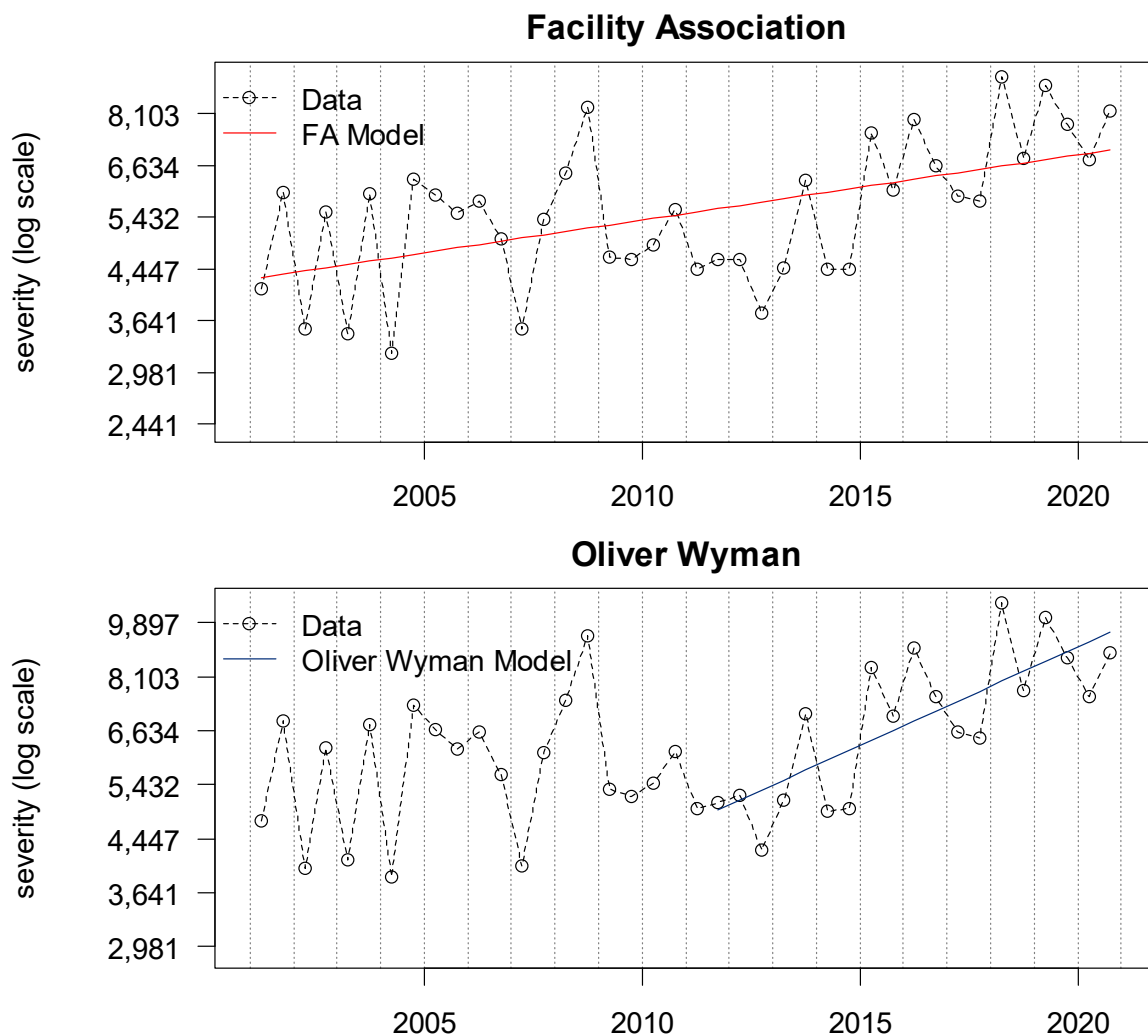 Facility Association
severity (log scale)
8,103
6,634
5,432
4,447
3,641
2,981
2,441
Data
FA Model
2005 2010 2015 2020
Oliver Wyman
severity (log scale)
9,897
8,103
6,634
5,432
4,447
3,641
2,981
Data
Oliver Wyman Model
2005 2010 2015 2020